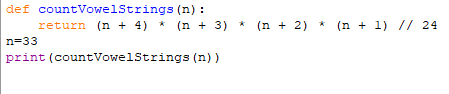 def countVowelStrings(n):
    return (n + 4) * (n + 3) * (n + 2) * (n + 1) // 24
n=33
print(countVowelStrings(n))